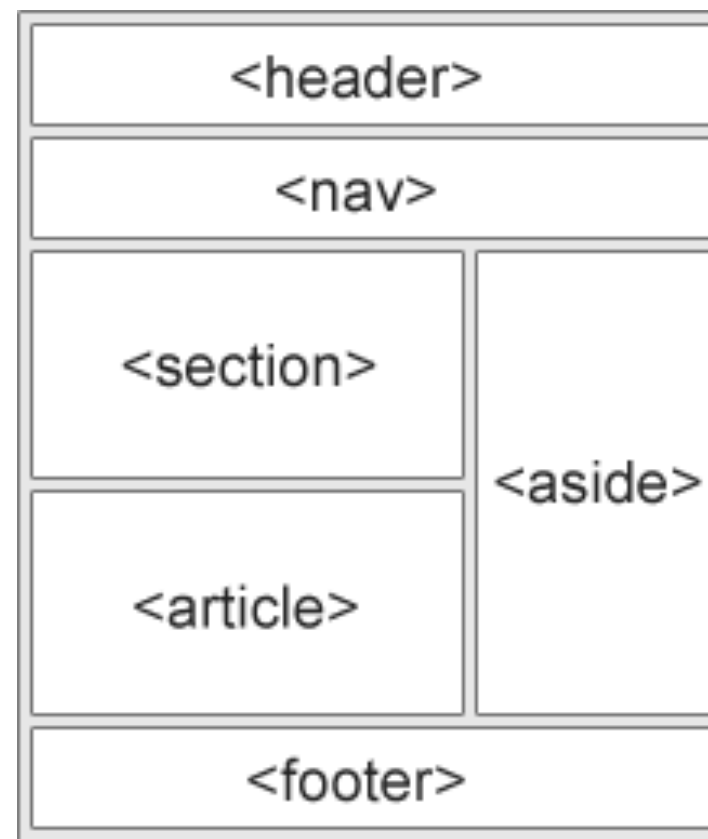 <header>
<nav>
<section>
<aside>
<article>
<footer>